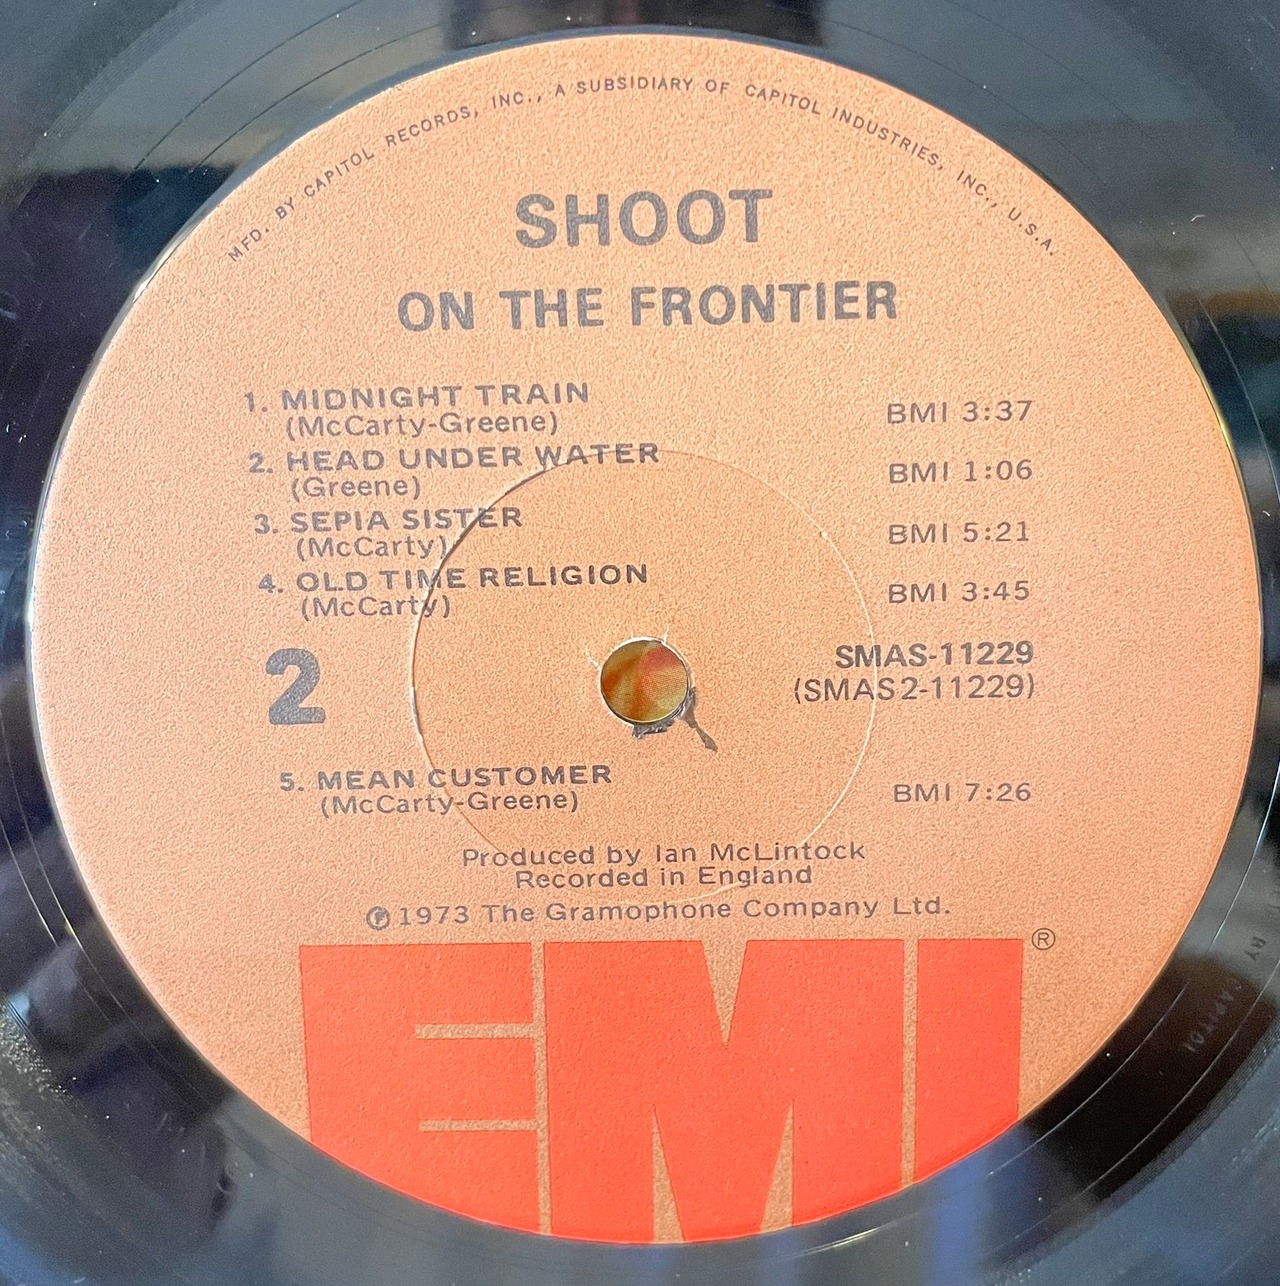 MFD. BY CAPITOL RECORDS, INC., A SUBSIDIARY OF CAPITOL INDUSTRIES, INC., U.S.A.
SHOOT
ON THE FRONTIER
1. MIDNIGHT TRAIN
(McCarty-Greene) BMI 3:37
2. HEAD UNDER WATER
(Greene) BMI 1:06
3. SEPIA SISTER
(McCarty) BMI 5:21
4. OLD TIME RELIGION
(McCarty) BMI 3:45
2
SMAS-11229
(SMAS2-11229)
5. MEAN CUSTOMER
(McCarty-Greene) BMI 7:26
Produced by Ian McLintock
Recorded in England
℗ 1973 The Gramophone Company Ltd.
EMI ®
BY CAPITOL